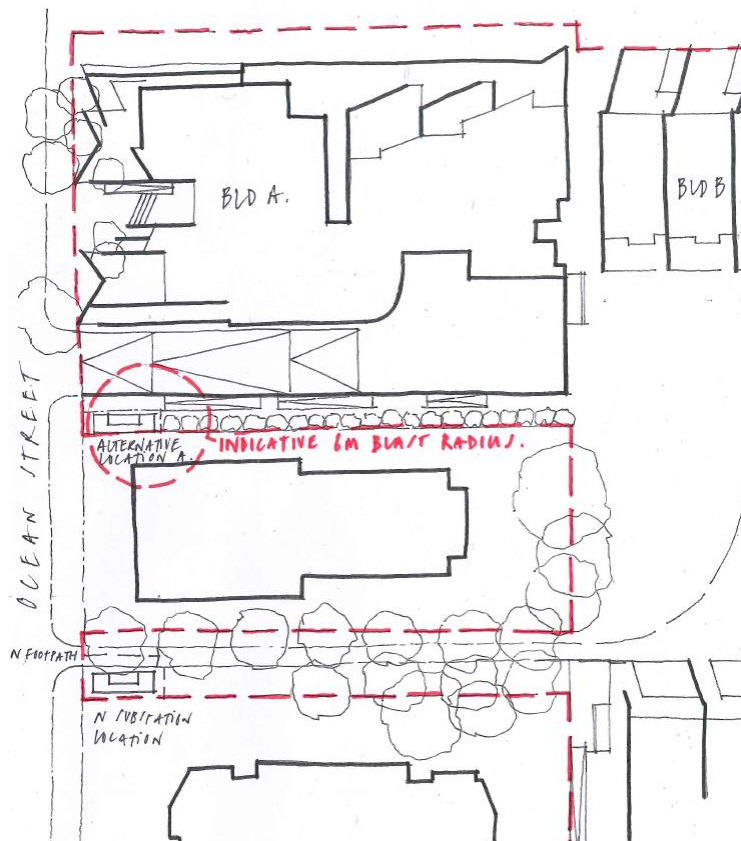 BLD A.
BLD B
OCEAN STREET
ALTERNATIVE
LOCATION A.
INDICATIVE 6M BLAST RADIUS.
N FOOTPATH
N SUBSTATION
LOCATION